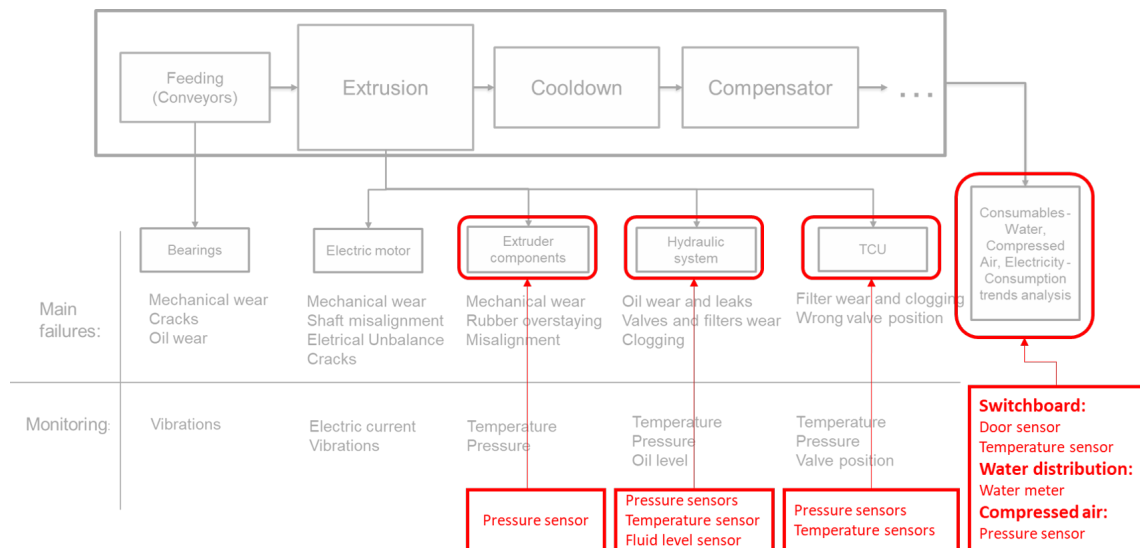 Feeding
(Conveyors)
Extrusion
Cooldown
Compensator
...
Bearings
Electric motor
Extruder
components
Hydraulic
system
TCU
Consumables -
Water,
Compressed
Air, Electricity -
Consumption
trends analysis
Main
failures:
Mechanical wear
Cracks
Oil wear
Mechanical wear
Shaft misalignment
Eletrical Unbalance
Cracks
Mechanical wear
Rubber overstaying
Misalignment
Oil wear and leaks
Valves and filters wear
Clogging
Filter wear and clogging
Wrong valve position
Monitoring:
Vibrations
Electric current
Vibrations
Temperature
Pressure
Temperature
Pressure
Oil level
Temperature
Pressure
Valve position
Pressure sensor
Pressure sensors
Temperature sensor
Fluid level sensor
Pressure sensors
Temperature sensors
Switchboard:
Door sensor
Temperature sensor
Water distribution:
Water meter
Compressed air:
Pressure sensor